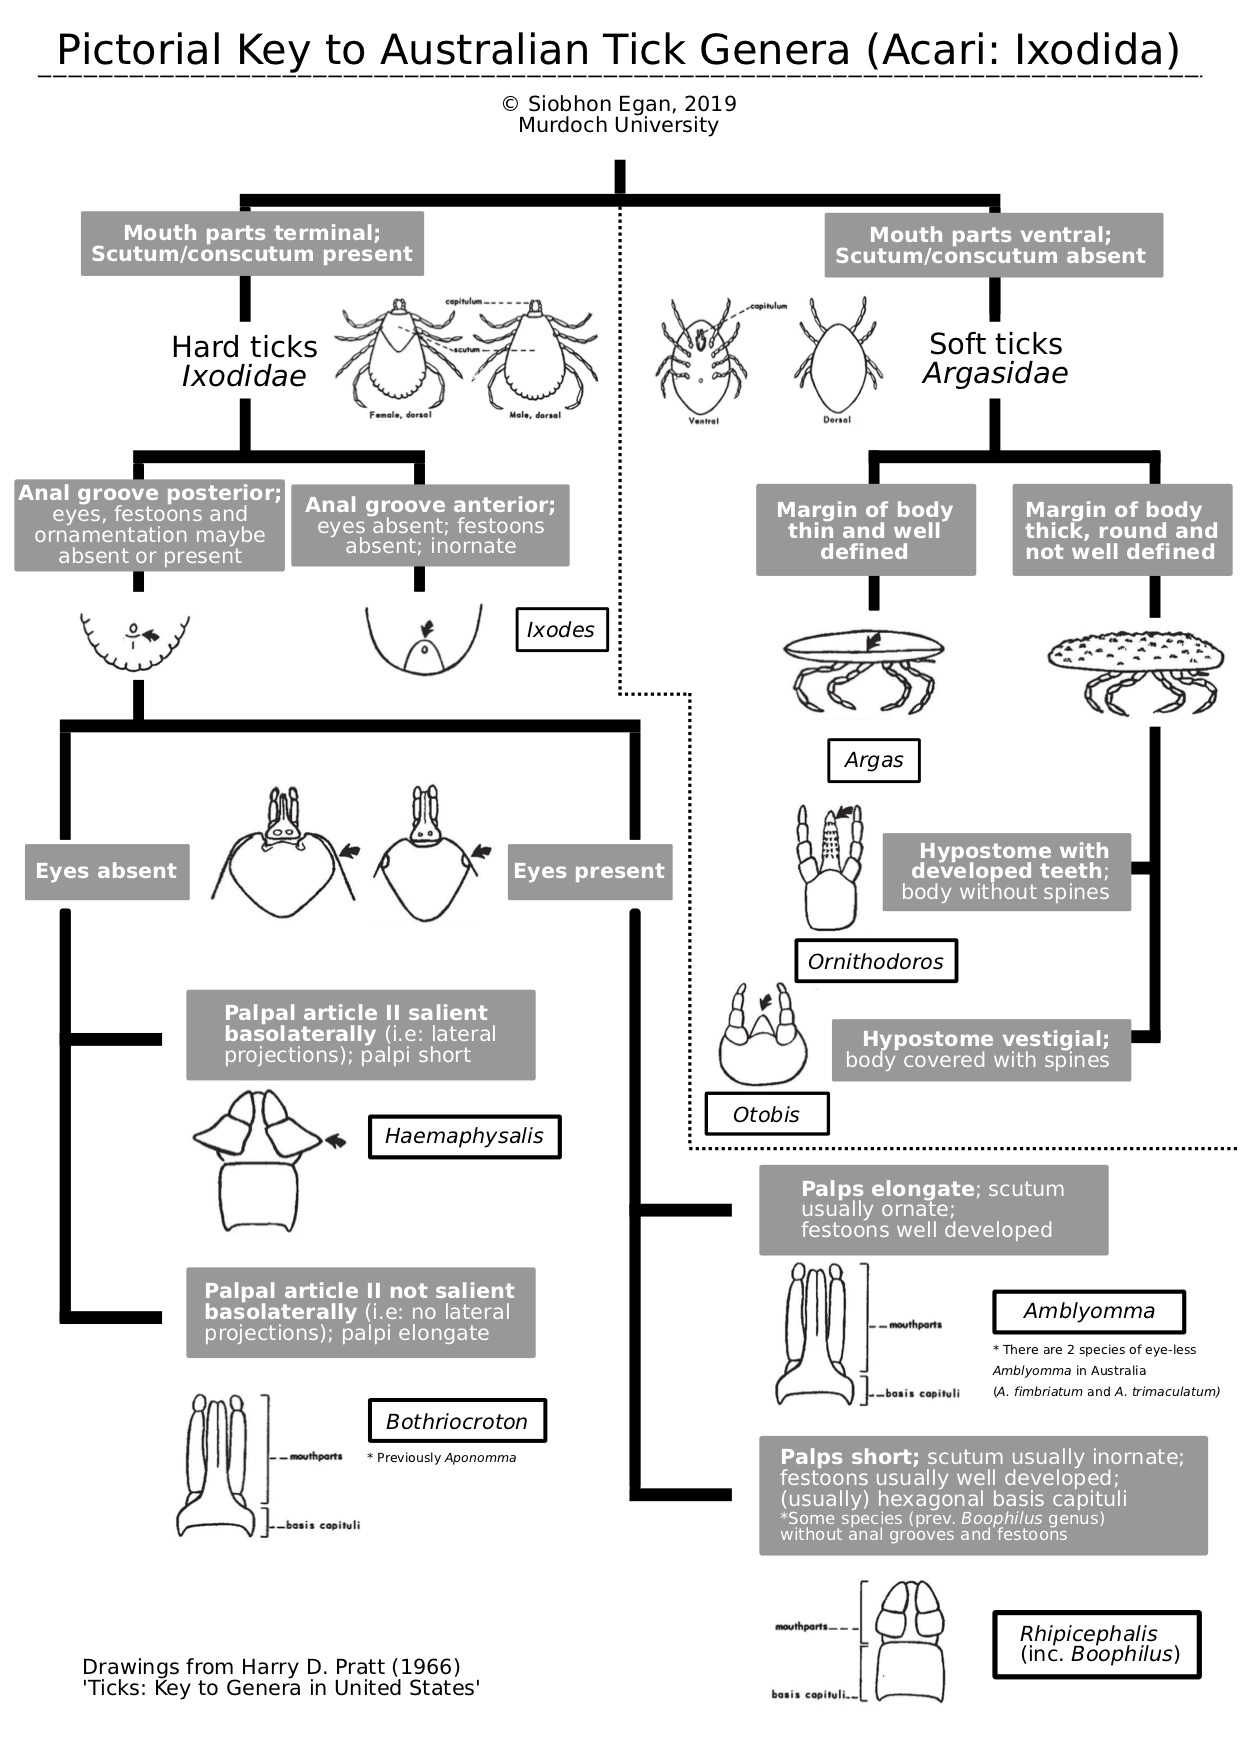 Pictorial Key to Australian Tick Genera (Acari: Ixodida)
© Siobhon Egan, 2019
Murdoch University
Mouth parts terminal;
Scutum/conscutum present
Mouth parts ventral;
Scutum/conscutum absent
Hard ticks
Ixodidae
capitulum
scutum
Female, dorsal
Male, dorsal
capitulum
Ventral
Dorsal
Soft ticks
Argasidae
Anal groove posterior;
eyes, festoons and
ornamentation maybe
absent or present
Anal groove anterior;
eyes absent; festoons
absent; inornate
Margin of body
thin and well
defined
Margin of body
thick, round and
not well defined
Ixodes
Argas
Eyes absent
Eyes present
Hypostome with
developed teeth;
body without spines
Ornithodoros
Hypostome vestigial;
body covered with spines
Otobis
Palpal article II salient
basolaterally (i.e: lateral
projections); palpi short
Haemaphysalis
Palpal article II not salient
basolaterally (i.e: no lateral
projections); palpi elongate
Bothriocroton
* Previously Aponomma
mouthparts
basis capituli
Palps elongate; scutum
usually ornate;
festoons well developed
mouthparts
basis capituli
Amblyomma
* There are 2 species of eye-less
Amblyomma in Australia
(A. fimbriatum and A. trimaculatum)
Palps short; scutum usually inornate;
festoons usually well developed;
(usually) hexagonal basis capituli
*Some species (prev. Boophilus genus)
without anal grooves and festoons
mouthparts
basis capituli
Rhipicephalis
(inc. Boophilus)
Drawings from Harry D. Pratt (1966)
'Ticks: Key to Genera in United States'